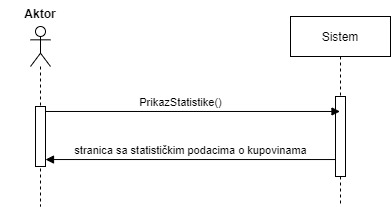 Aktor
Sistem
PrikazStatistike()
stranica sa statističkim podacima o kupovinama